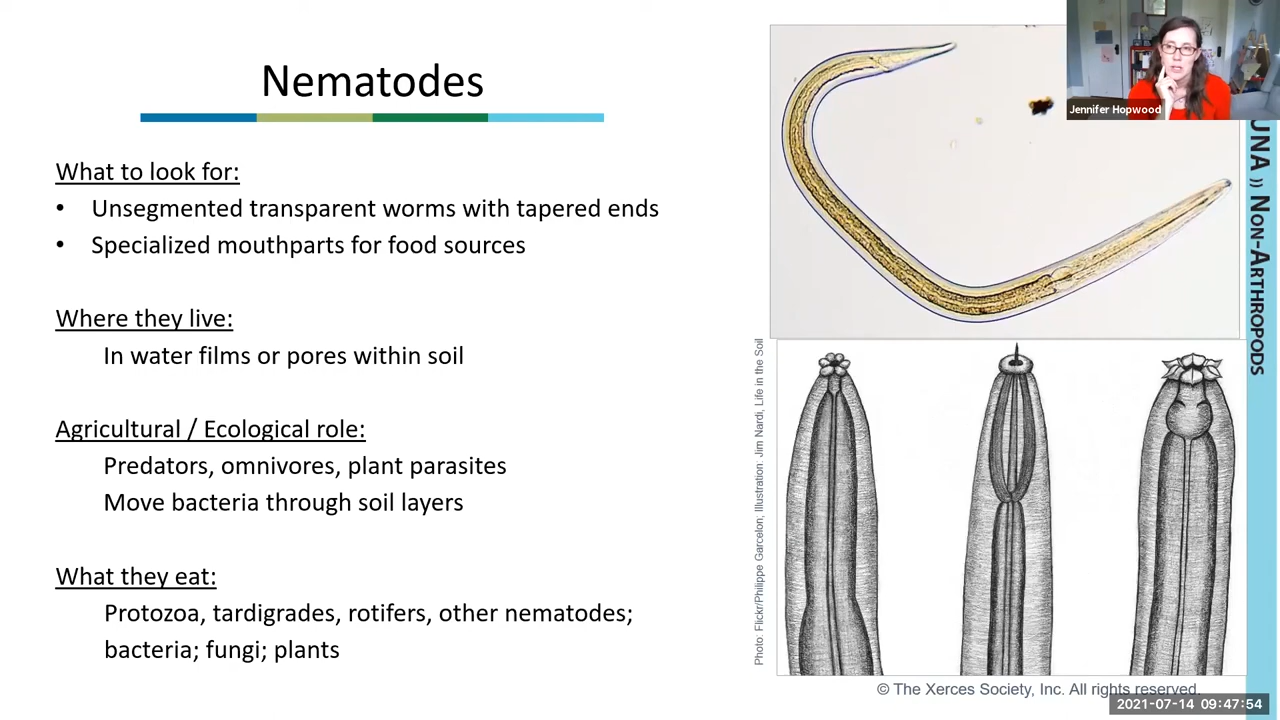 Nematodes
What to look for:
• Unsegmented transparent worms with tapered ends
• Specialized mouthparts for food sources
Where they live:
In water films or pores within soil
Agricultural / Ecological role:
Predators, omnivores, plant parasites
Move bacteria through soil layers
What they eat:
Protozoa, tardigrades, rotifers, other nematodes;
bacteria; fungi; plants
Photo: Flickr/Philippe Garcelon; Illustration: Jim Nardi, Life in the Soil
Jennifer Hopwood
UNA » Non-Arthropods
© The Xerces Society, Inc. All rights reserved.
2021-07-14 09:47:54